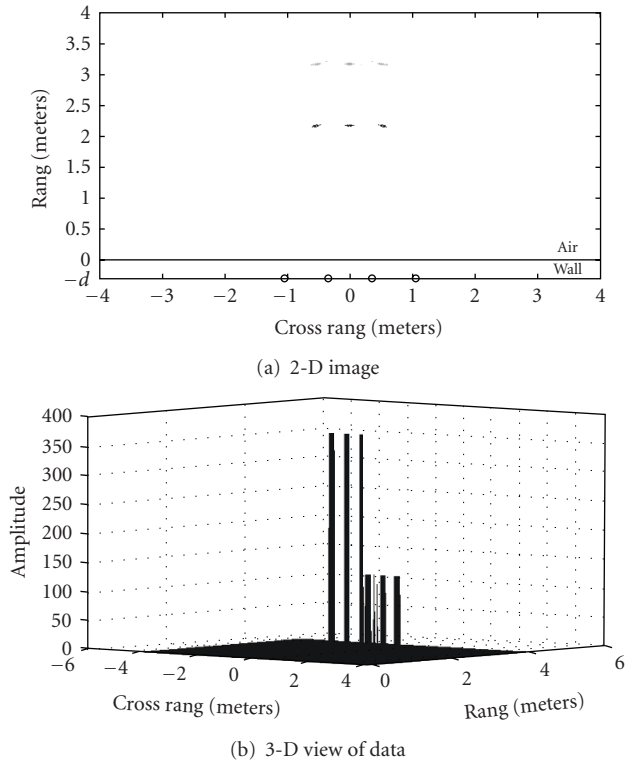 4
3.5
3
2.5
2
1.5
1
0.5
0
−d
Rang (meters)
Air
Wall
−4 −3 −2 −1 0 1 2 3 4
Cross rang (meters)
(a) 2-D image
400
350
300
250
200
150
100
50
0
Amplitude
−6 −4 −2 0 2 4
0 2 4 6
Cross rang (meters)
Rang (meters)
(b) 3-D view of data